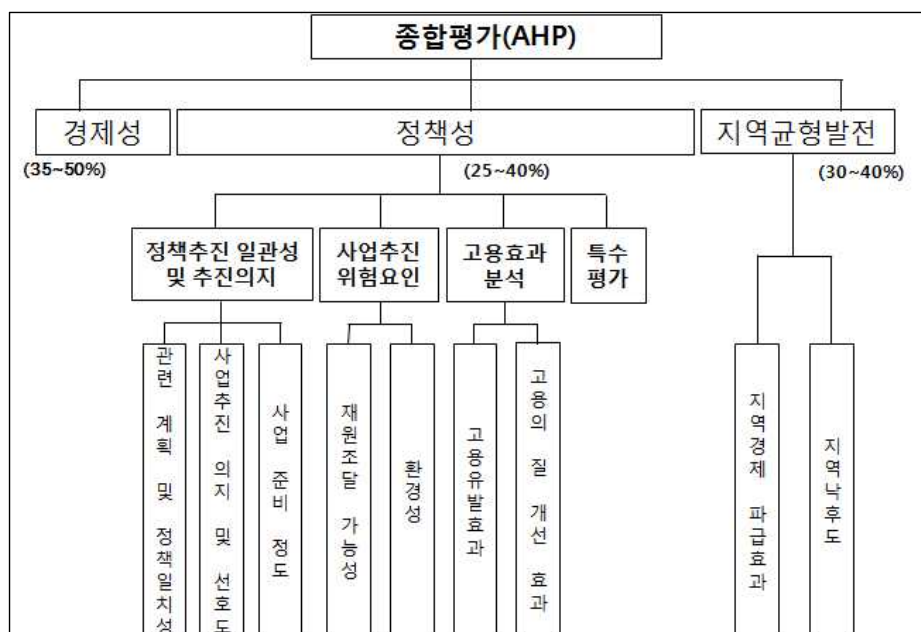 종합평가(AHP)
경제성
정책성
지역균형발전
(35~50%)
(25~40%)
(30~40%)
정책추진 일관성
및 추진의지
사업추진
위험요인
고용효과
분석
특수
평가
관련 계획 및 정책일치성
사업추진 의지 및 선호도
사업 준비 정도
재원조달 가능성
환경성
고용유발효과
고용의 질 개선 효과
지역경제 파급효과
지역낙후도